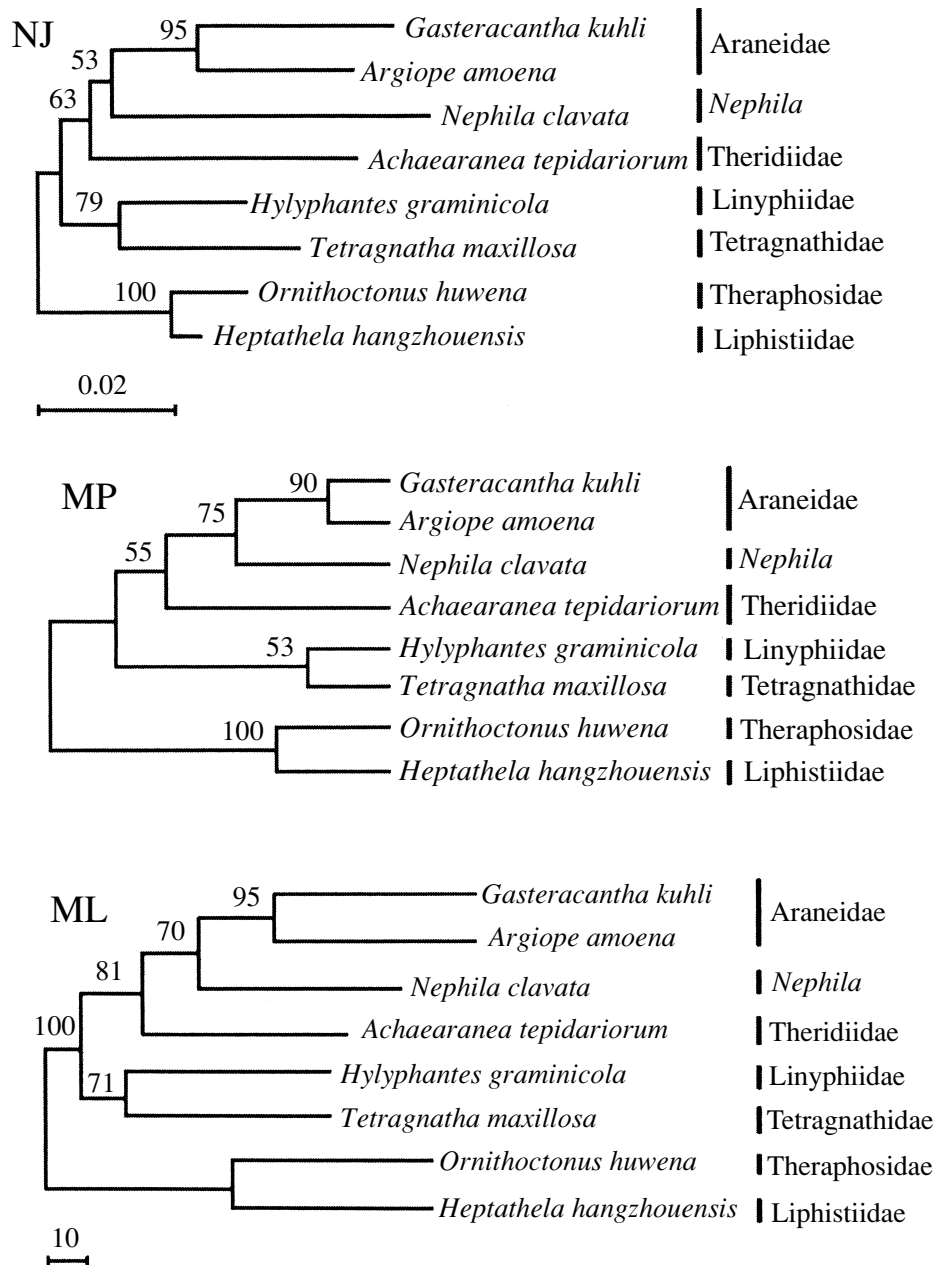 NJ
95
Gasteracantha kuhli
Araneidae
Argiope amoena
53
Nephila clavata
Nephila
63
Achaearanea tepidariorum
Theridiidae
79
Hylyphantes graminicola
Linyphiidae
Tetragnatha maxillosa
Tetragnathidae
100
Ornithoctonus huwena
Theraphosidae
Heptathela hangzhouensis
Liphistiidae
0.02
MP
90
Gasteracantha kuhli
Araneidae
Argiope amoena
75
Nephila clavata
Nephila
55
Achaearanea tepidariorum
Theridiidae
53
Hylyphantes graminicola
Linyphiidae
Tetragnatha maxillosa
Tetragnathidae
100
Ornithoctonus huwena
Theraphosidae
Heptathela hangzhouensis
Liphistiidae
ML
95
Gasteracantha kuhli
Araneidae
Argiope amoena
70
Nephila clavata
Nephila
81
Achaearanea tepidariorum
Theridiidae
100
71
Hylyphantes graminicola
Linyphiidae
Tetragnatha maxillosa
Tetragnathidae
Ornithoctonus huwena
Theraphosidae
Heptathela hangzhouensis
Liphistiidae
10